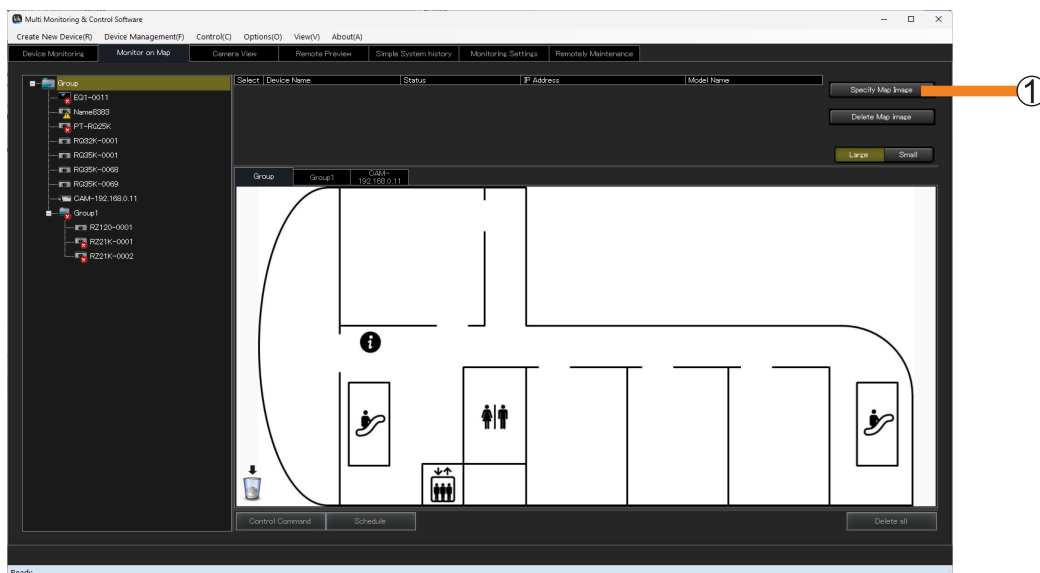 Multi Monitoring & Control Software
Create New Device(R) Device Management(F) Control(C) Options(O) View(V) About(A)
Device Monitoring Monitor on Map Camera View Remote Preview Simple System history Monitoring Settings Remotely Maintenance
Select Device Name Status IP Address Model Name
Specify Map Image
1
Delete Map image
Large Small
Group
EQ1-0011
Name8383
PT-RQ25K
RQ32K-0001
RQ35K-0001
RQ35K-0068
RQ35K-0069
CAM-192.168.0.11
Group1
RZ120-0001
RZ21K-0001
RZ21K-0002
Group Group1 CAM-
192.168.0.11
i
Control Command Schedule Delete all
Ready